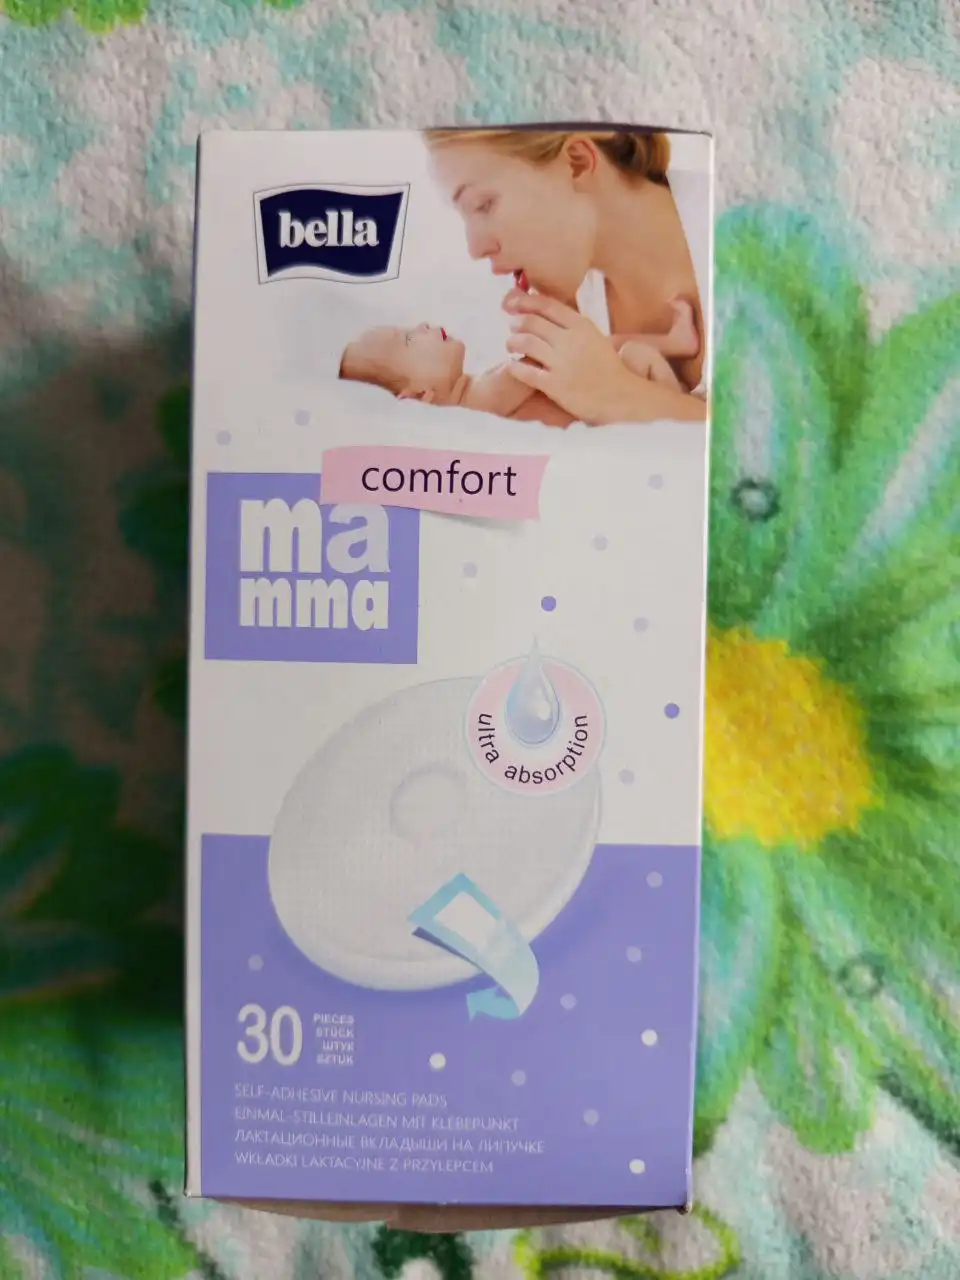 bella
comfort
ma
mma
ultra absorption
30
PIECES
STÜCK
ШТУК
SZTUK
SELF-ADHESIVE NURSING PADS
EINMAL-STILLEINLAGEN MIT KLEBEPUNKT
ЛАКТАЦИОННЫЕ ВКЛАДЫШИ НА ЛИПУЧКЕ
WKŁADKI LAKTACYJNE Z PRZYLEPCEM